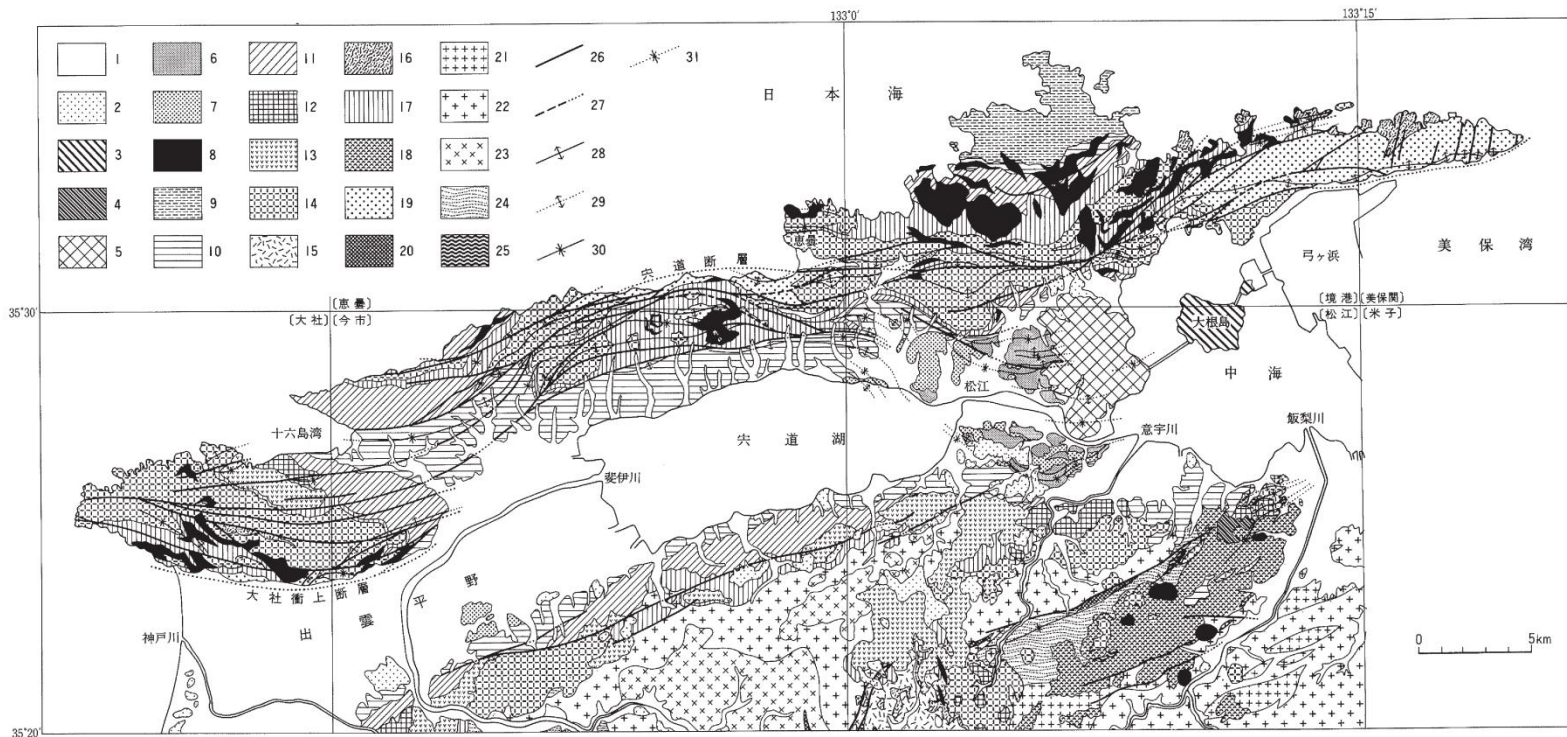 133°0′
133°15′
1
6
11
16
21
26
31
2
7
12
17
22
27
3
8
13
18
23
28
4
9
14
19
24
29
5
10
15
20
25
30
日本海
恵曇
宍道断層
美保湾
弓ヶ浜
35°30′
〔恵曇〕
〔大社〕〔今市〕
〔境港〕〔美保関〕
〔松江〕〔米子〕
大根島
中海
松江
飯梨川
十六島湾
宍道湖
意宇川
斐伊川
大社衝上断層
神戸川
出雲平野
0 5km
35°20′